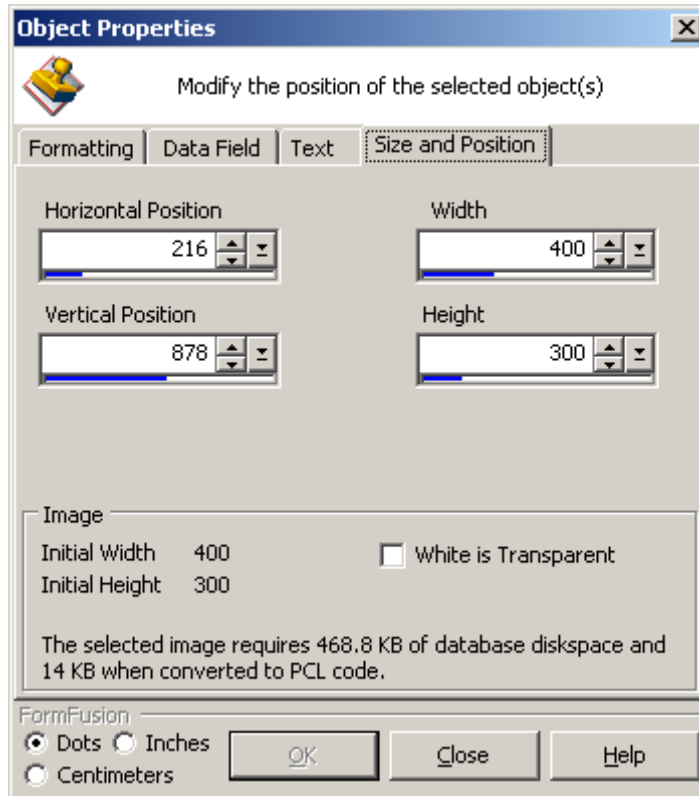 Object Properties
Modify the position of the selected object(s)
Formatting Data Field Text Size and Position
Horizontal Position Width
216 400
Vertical Position Height
878 300
Image
Initial Width 400 White is Transparent
Initial Height 300
The selected image requires 468.8 KB of database diskspace and
14 KB when converted to PCL code.
FormFusion
Dots Inches OK Close Help
Centimeters